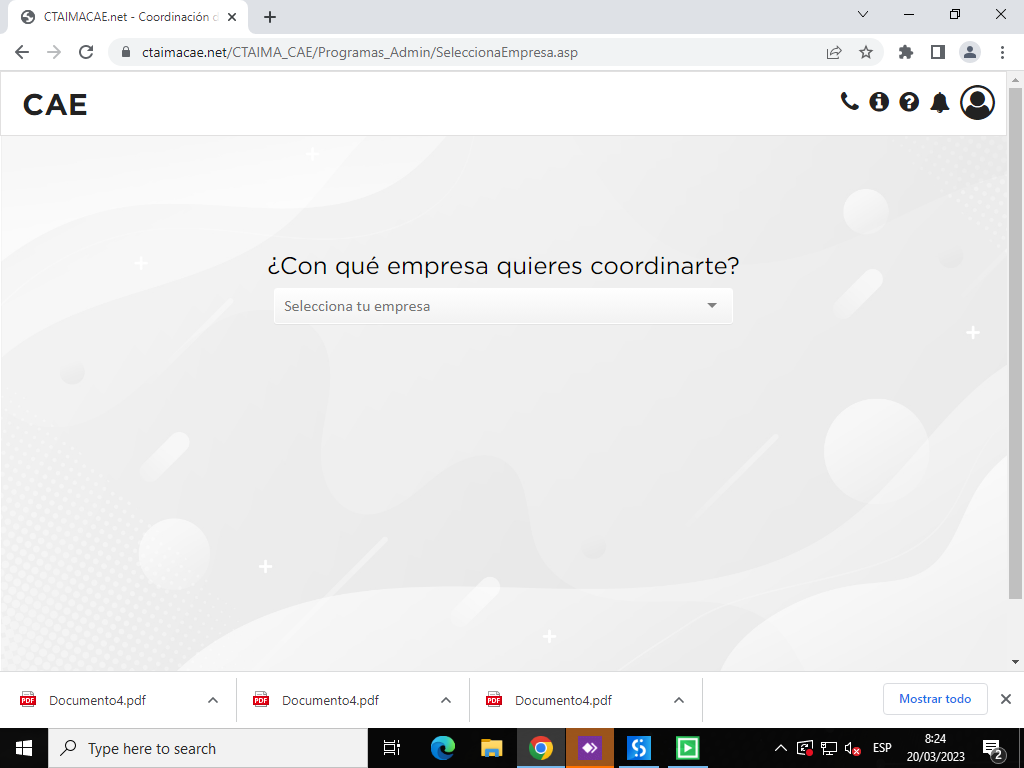 CTAIMACAE.net - Coordinación d
ctaimacae.net/CTAIMA_CAE/Programas_Admin/SeleccionaEmpresa.asp
CAE
¿Con qué empresa quieres coordinarte?
Selecciona tu empresa
Documento4.pdf
Documento4.pdf
Documento4.pdf
Mostrar todo
Type here to search
ESP
8:24
20/03/2023
2